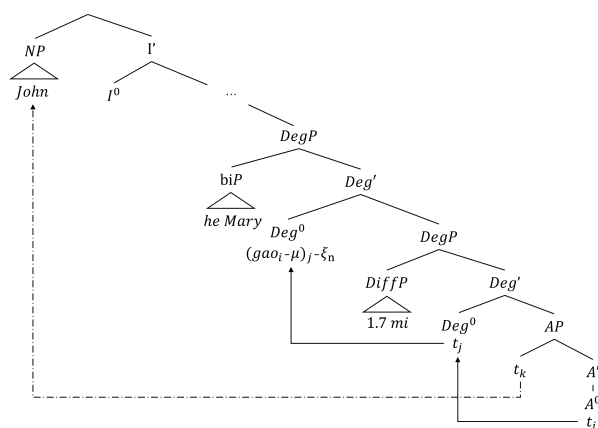 NP I′
John I⁰ ...
DegP
biP Deg′
he Mary
Deg⁰ DegP
(gaoᵢ-μ)ⱼ-ξₙ
DiffP Deg′
1.7 mi
Deg⁰ AP
tⱼ
tₖ A′
A⁰
tᵢ